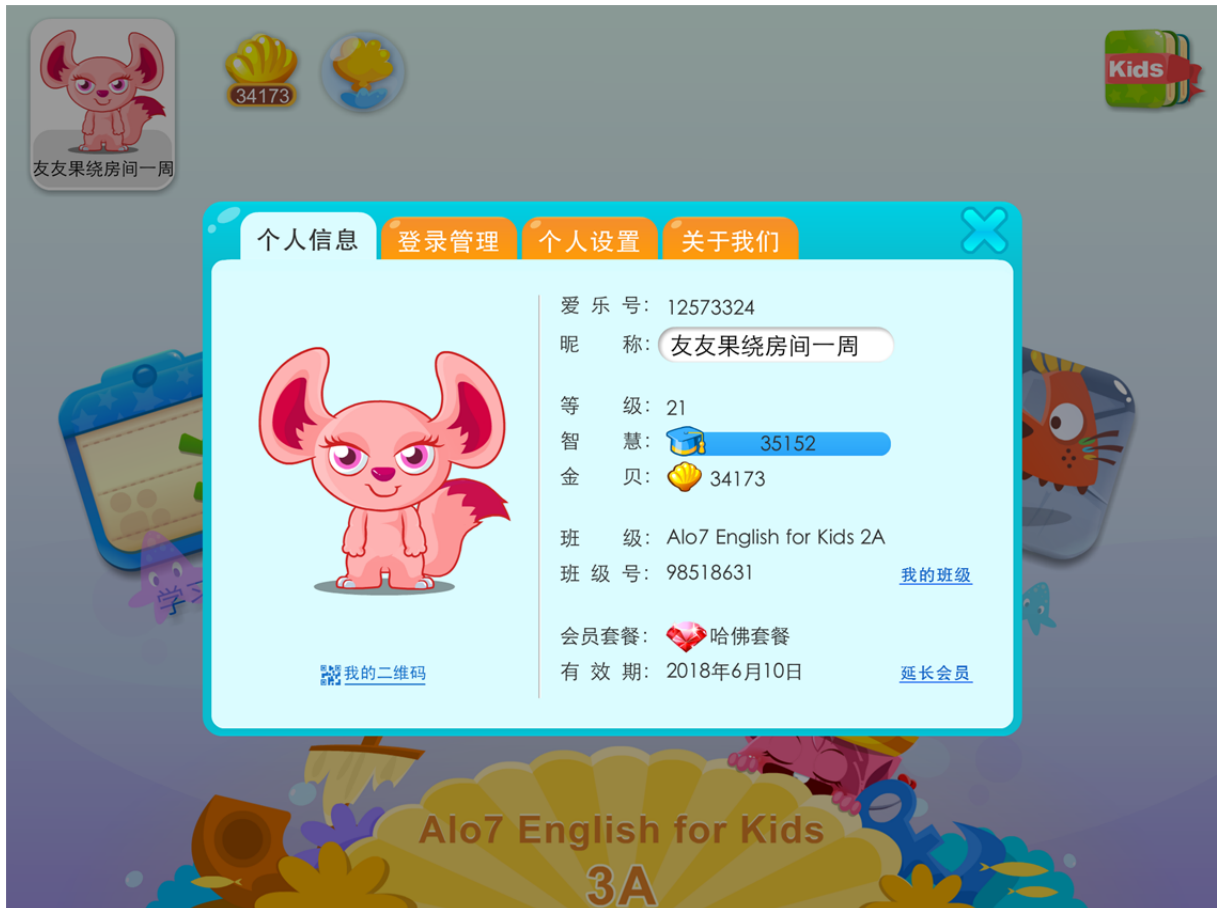 友友果绕房间一周
34173
Kids
个人信息
登录管理
个人设置
关于我们
爱乐号： 12573324
昵称： 友友果绕房间一周
等级： 21
智慧： 35152
金贝： 34173
班级： Alo7 English for Kids 2A
班级号： 98518631
我的班级
会员套餐： 哈佛套餐
有效期： 2018年6月10日
延长会员
我的二维码
学习
Alo7 English for Kids
3A